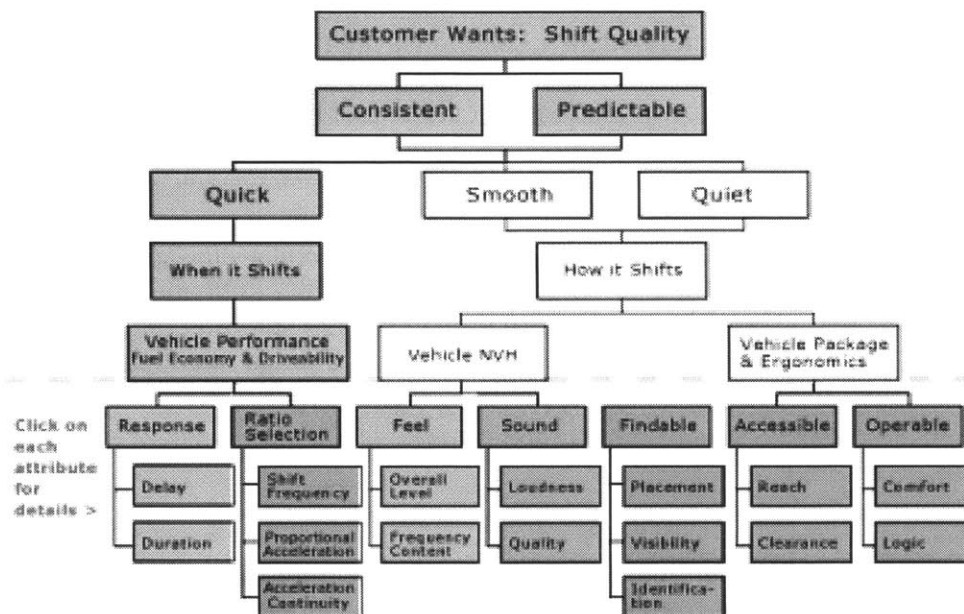 Customer Wants: Shift Quality
Consistent
Predictable
Quick
Smooth
Quiet
When it Shifts
How it Shifts
Vehicle Performance
Fuel Economy & Driveability
Vehicle NVH
Vehicle Package
& Ergonomics
Click on
each
attribute
for
details >
Response
Ratio
Selection
Feel
Sound
Findable
Accessible
Operable
Delay
Shift
Frequency
Overall
Level
Loudness
Placement
Reach
Comfort
Duration
Proportional
Acceleration
Frequency
Content
Quality
Visibility
Clearance
Logic
Acceleration
Continuity
Identifica-
tion